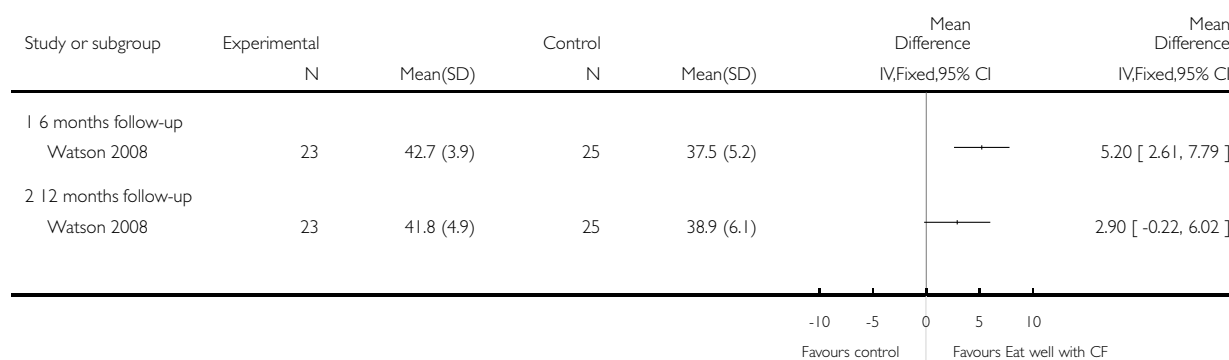 Mean Mean
Study or subgroup Experimental Control Difference Difference
N Mean(SD) N Mean(SD) IV,Fixed,95% CI IV,Fixed,95% CI
1 6 months follow-up
Watson 2008 23 42.7 (3.9) 25 37.5 (5.2) 5.20 [ 2.61, 7.79 ]
2 12 months follow-up
Watson 2008 23 41.8 (4.9) 25 38.9 (6.1) 2.90 [ -0.22, 6.02 ]
-10 -5 0 5 10
Favours control Favours Eat well with CF